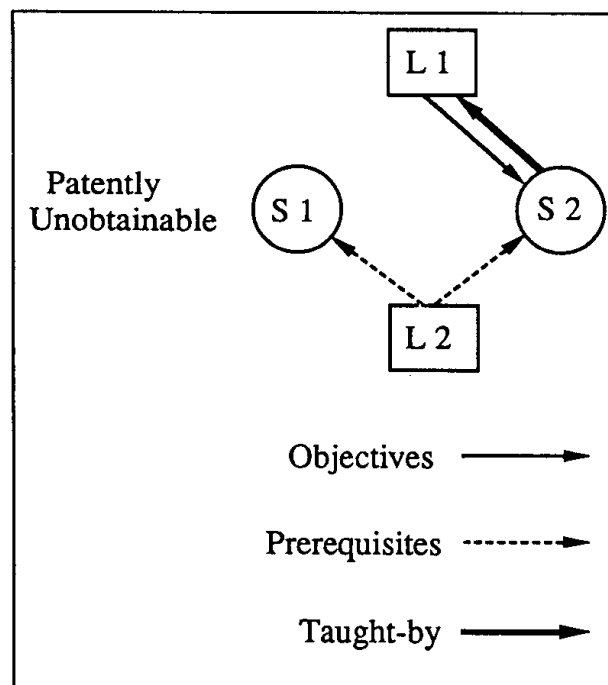 L 1
Patently
Unobtainable
S 1
S 2
L 2
Objectives
Prerequisites
Taught-by